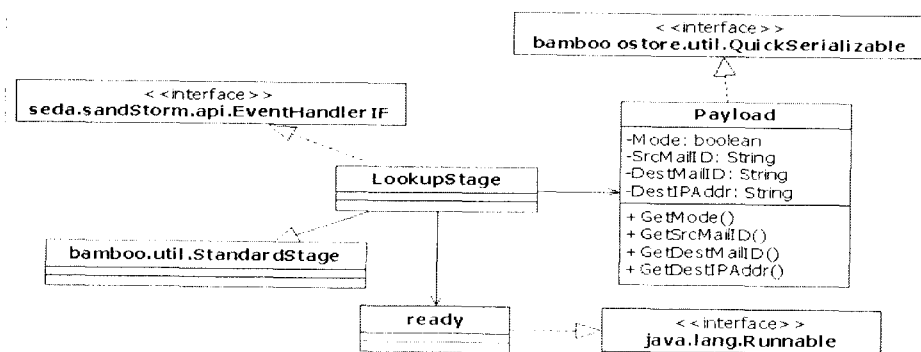 < <interface> >
bamboo ostore.util.QuickSerializable
< <interface> >
seda.sandStorm.api.EventHandlerIF
Payload
-Mode: boolean
-SrcMailID: String
-DestMailID: String
-DestIPAddr: String
+ GetMode()
+ GetSrcMailID()
+ GetDestMailID()
+ GetDestIPAddr()
LookupStage
bamboo.util.StandardStage
ready
< <interface> >
java.lang.Runnable